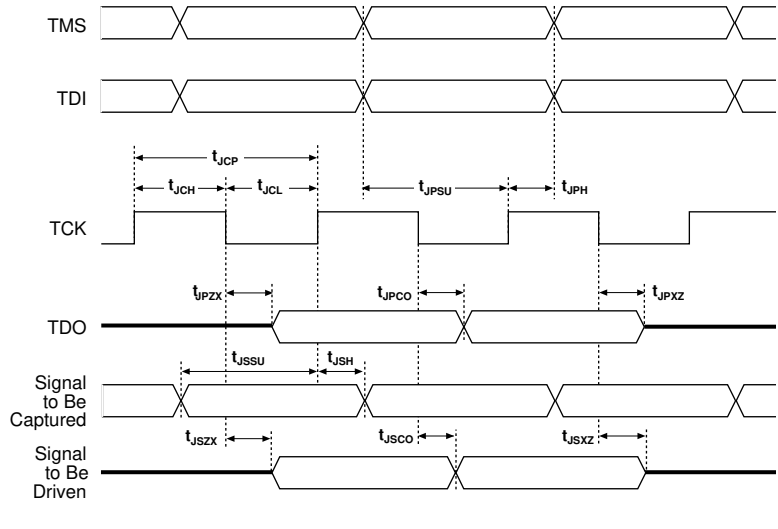 TMS
TDI
tJCP
tJCH
tJCL
tJPSU
tJPH
TCK
tJPZX
tJPCO
tJPXZ
TDO
tJSSU
tJSH
Signal
to Be
Captured
tJSZX
tJSCO
tJSXZ
Signal
to Be
Driven